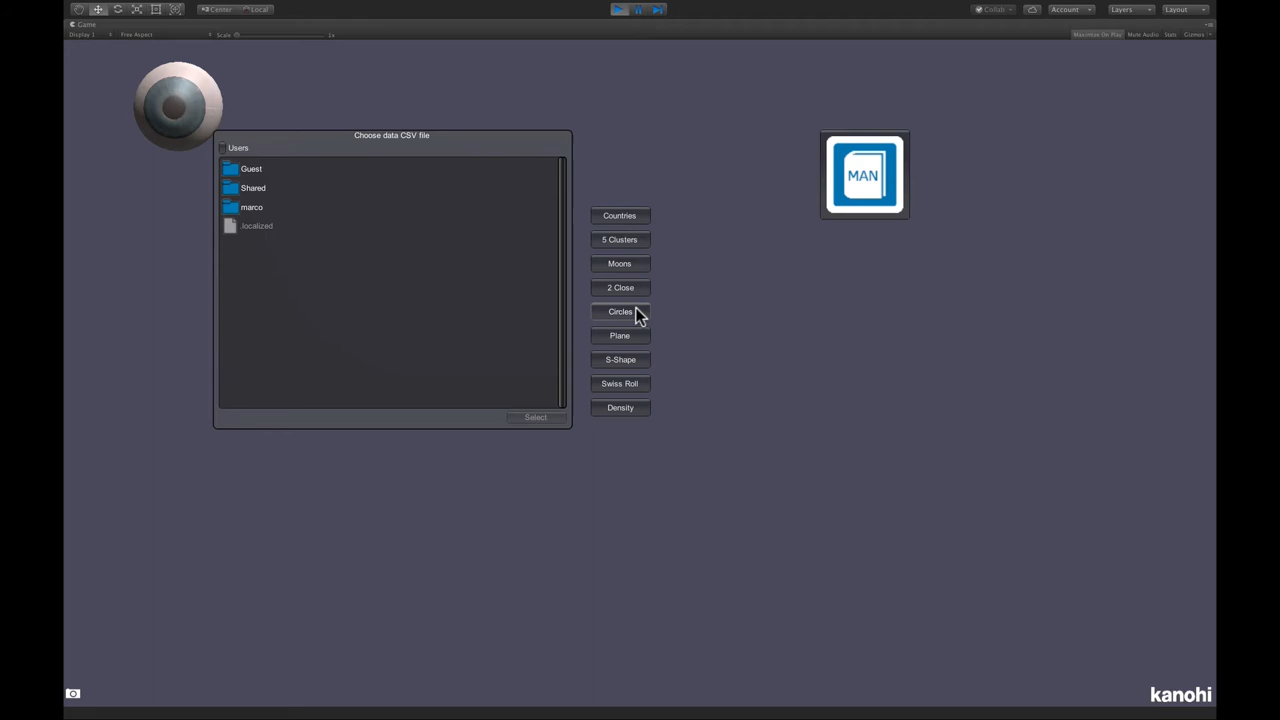 Center Local
Collab Account Layers Layout
Game
Display 1 Free Aspect Scale 1x
Maximize On Play Mute Audio Stats Gizmos
Choose data CSV file
Users
Guest
Shared
marco
.localized
Select
MAN
Countries
5 Clusters
Moons
2 Close
Circles
Plane
S-Shape
Swiss Roll
Density
kanohi